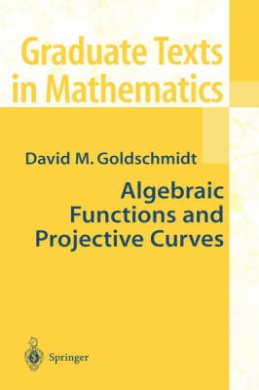 Graduate Texts
in Mathematics
David M. Goldschmidt
Algebraic
Functions and
Projective Curves
Springer